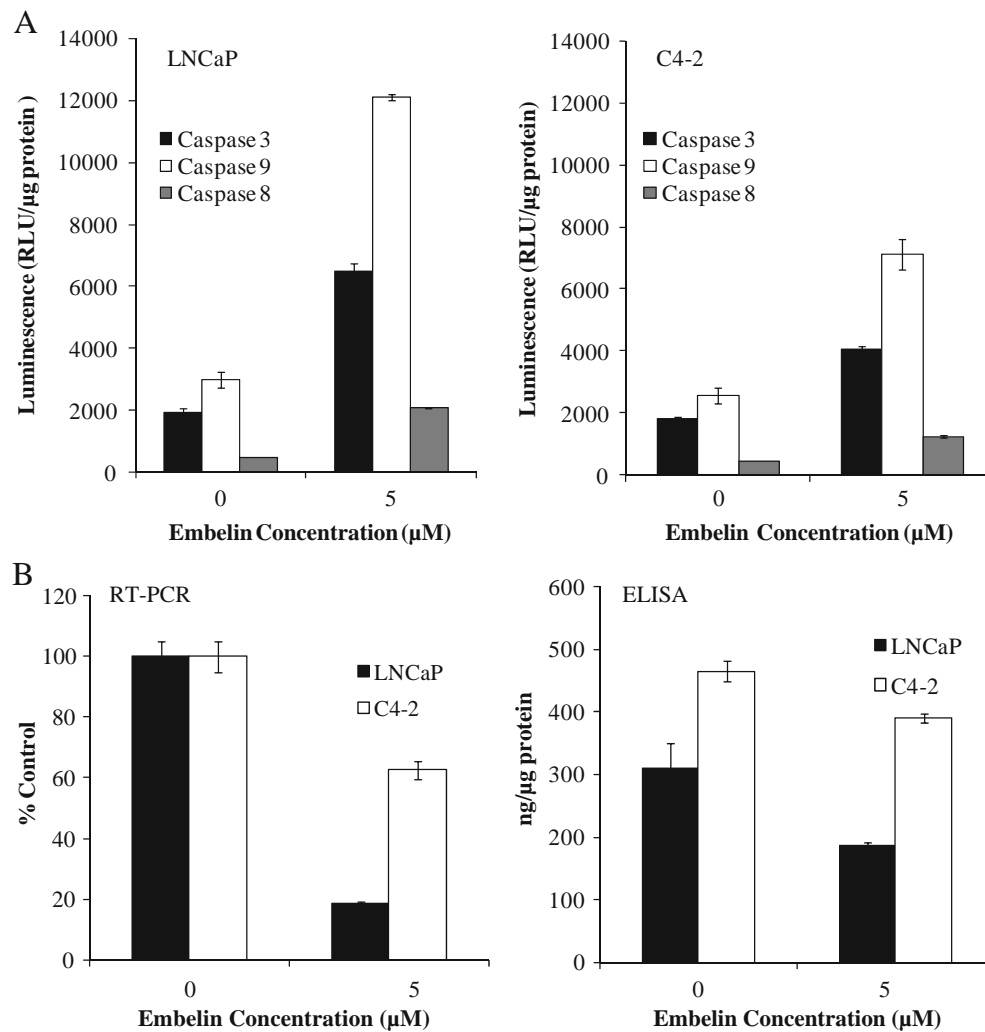 A
LNCaP
Luminescence (RLU/µg protein )
14000
12000
10000
8000
6000
4000
2000
0
Caspase 3
Caspase 9
Caspase 8
0 5
Embelin Concentration (µM)
C4-2
Luminescence (RLU/µg protein)
14000
12000
10000
8000
6000
4000
2000
0
Caspase 3
Caspase 9
Caspase 8
0 5
Embelin Concentration (µM)
B
RT-PCR
% Control
120
100
80
60
40
20
0
LNCaP
C4-2
0 5
Embelin Concentration (µM)
ELISA
ng/µg protein
600
500
400
300
200
100
0
LNCaP
C4-2
0 5
Embelin Concentration (µM)